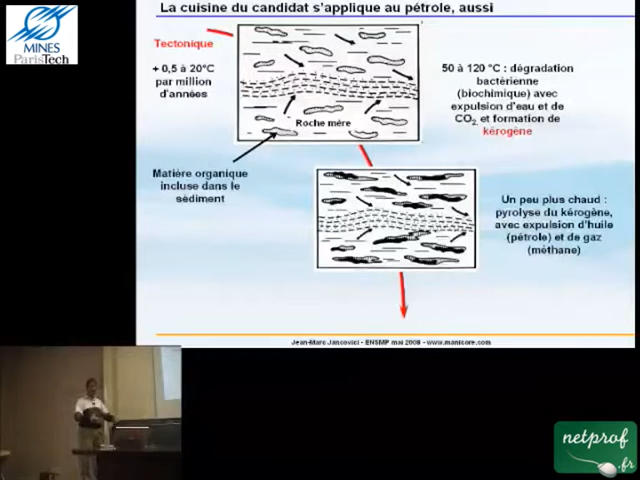 La cuisine du candidat s'applique au pétrole, aussi
MINES
ParisTech
Tectonique
+ 0,5 à 20°C
par million
d'années
Roche mère
50 à 120 °C : dégradation
bactérienne
(biochimique) avec
expulsion d'eau et de
CO2, et formation de
kérogène
Matière organique
incluse dans le
sédiment
Un peu plus chaud :
pyrolyse du kérogène,
avec expulsion d'huile
(pétrole) et de gaz
(méthane)
Jean-Marc Jancovici - ENSMP mai 2008 - www.manicore.com
netprof
.fr